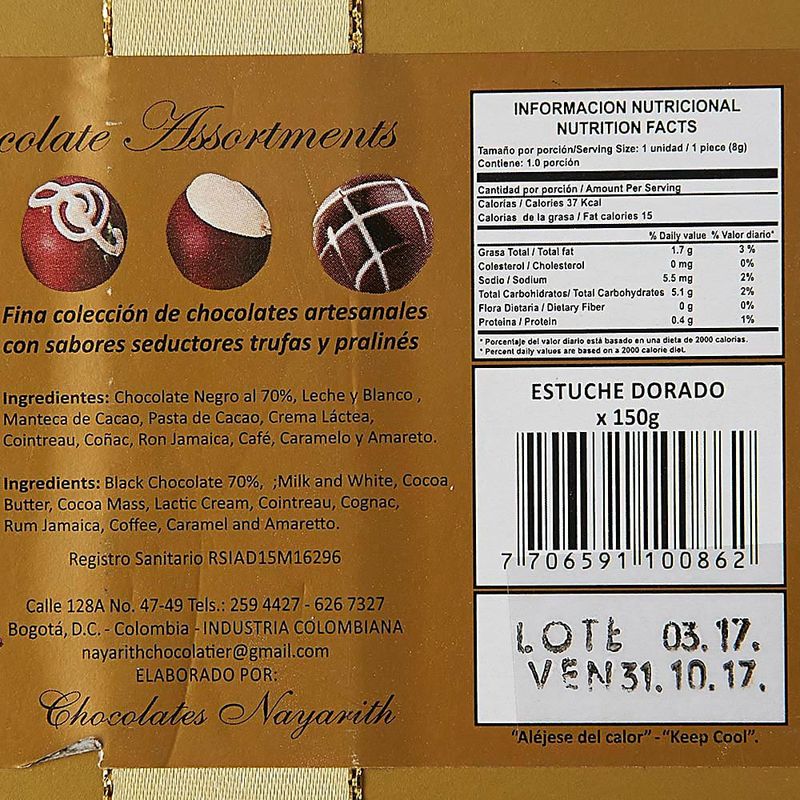 colate Assortments
Fina colección de chocolates artesanales
con sabores seductores trufas y pralinés
Ingredientes: Chocolate Negro al 70%, Leche y Blanco ,
Manteca de Cacao, Pasta de Cacao, Crema Láctea,
Cointreau, Coñac, Ron Jamaica, Café, Caramelo y Amareto.
Ingredients: Black Chocolate 70%, ;Milk and White, Cocoa
Butter, Cocoa Mass, Lactic Cream, Cointreau, Cognac,
Rum Jamaica, Coffee, Caramel and Amaretto.
Registro Sanitario RSIAD15M16296
Calle 128A No. 47-49 Tels.: 259 4427 - 626 7327
Bogotá, D.C. - Colombia - INDUSTRIA COLOMBIANA
nayarithchocolatier@gmail.com
ELABORADO POR:
Chocolates Nayarith
INFORMACION NUTRICIONAL
NUTRITION FACTS
Tamaño por porción/Serving Size: 1 unidad / 1 piece (8g)
Contiene: 1.0 porción
Cantidad por porción / Amount Per Serving
Calorías / Calories 37 Kcal
Calorias de la grasa / Fat calories 15
% Daily value % Valor diario*
Grasa Total / Total fat 1.7 g 3 %
Colesterol / Cholesterol 0 mg 0%
Sodio / Sodium 5.5 mg 2%
Total Carbohidratos/ Total Carbohydrates 5.1 g 2%
Flora Dietaria / Dietary Fiber 0 g 0%
Proteina / Protein 0.4 g 1%
* Porcentaje del valor diario está basado en una dieta de 2000 calorias.
* Percent daily values are based on a 2000 calorie diet.
ESTUCHE DORADO
x 150g
7 706591 100862
LOTE 03.17.
VEN 31.10.17.
"Aléjese del calor" - "Keep Cool".